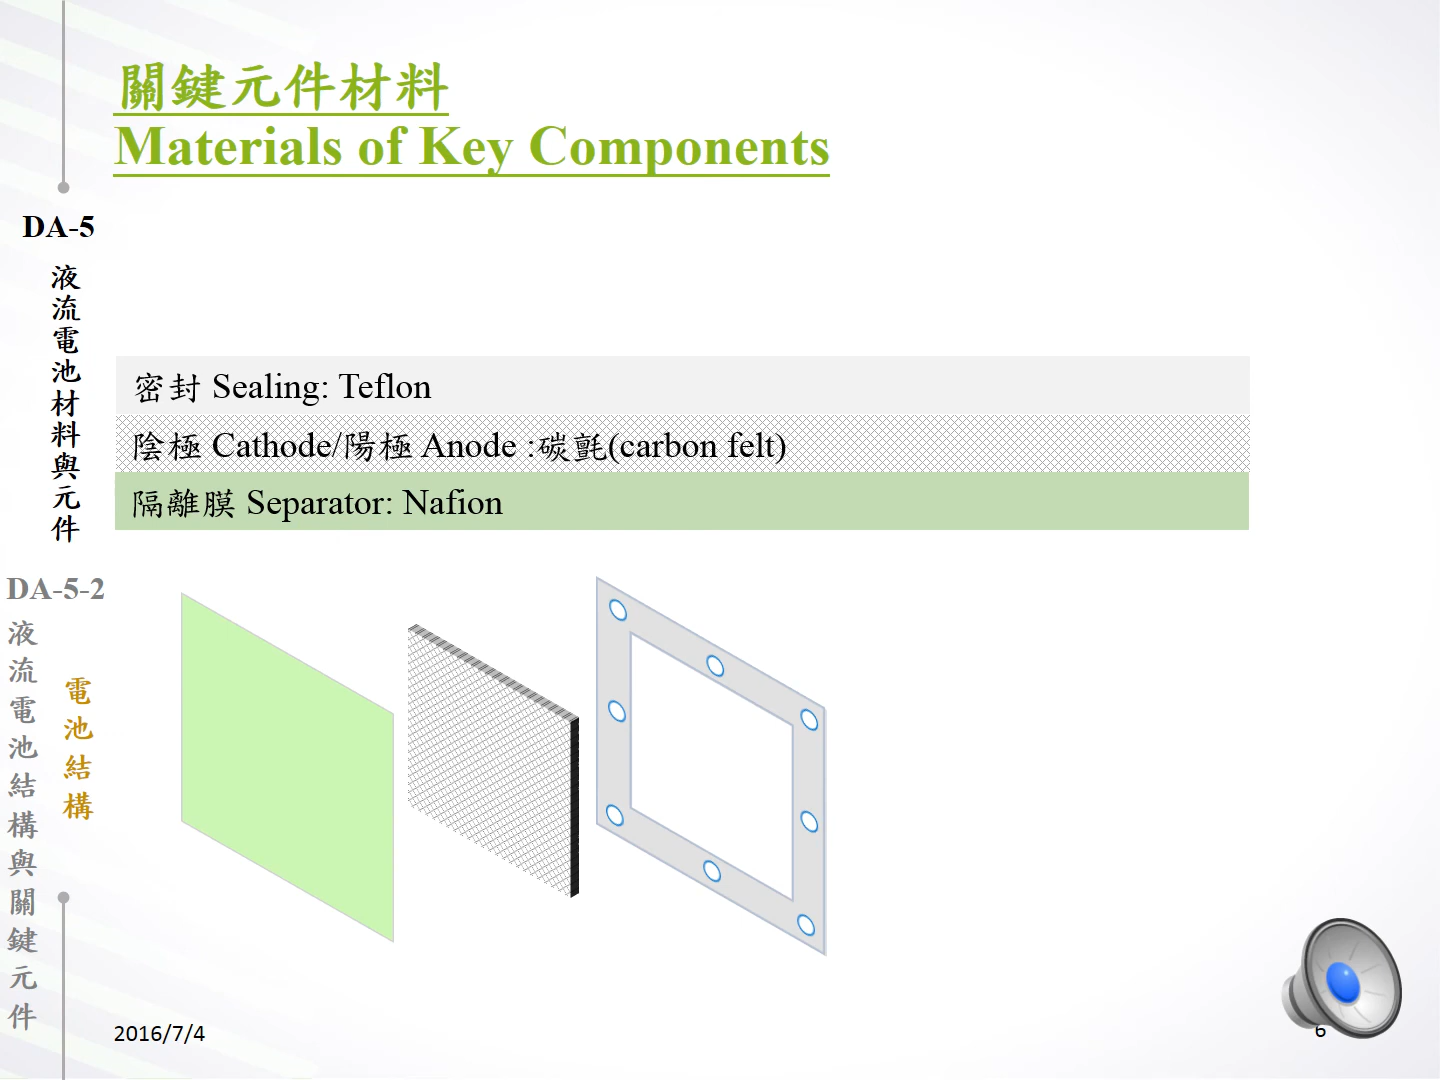 關鍵元件材料
Materials of Key Components
DA-5
液流電池材料與元件
密封 Sealing: Teflon
陰極 Cathode/陽極 Anode :碳氈(carbon felt)
隔離膜 Separator: Nafion
DA-5-2
液流電池結構與關鍵元件
電池結構
2016/7/4
6